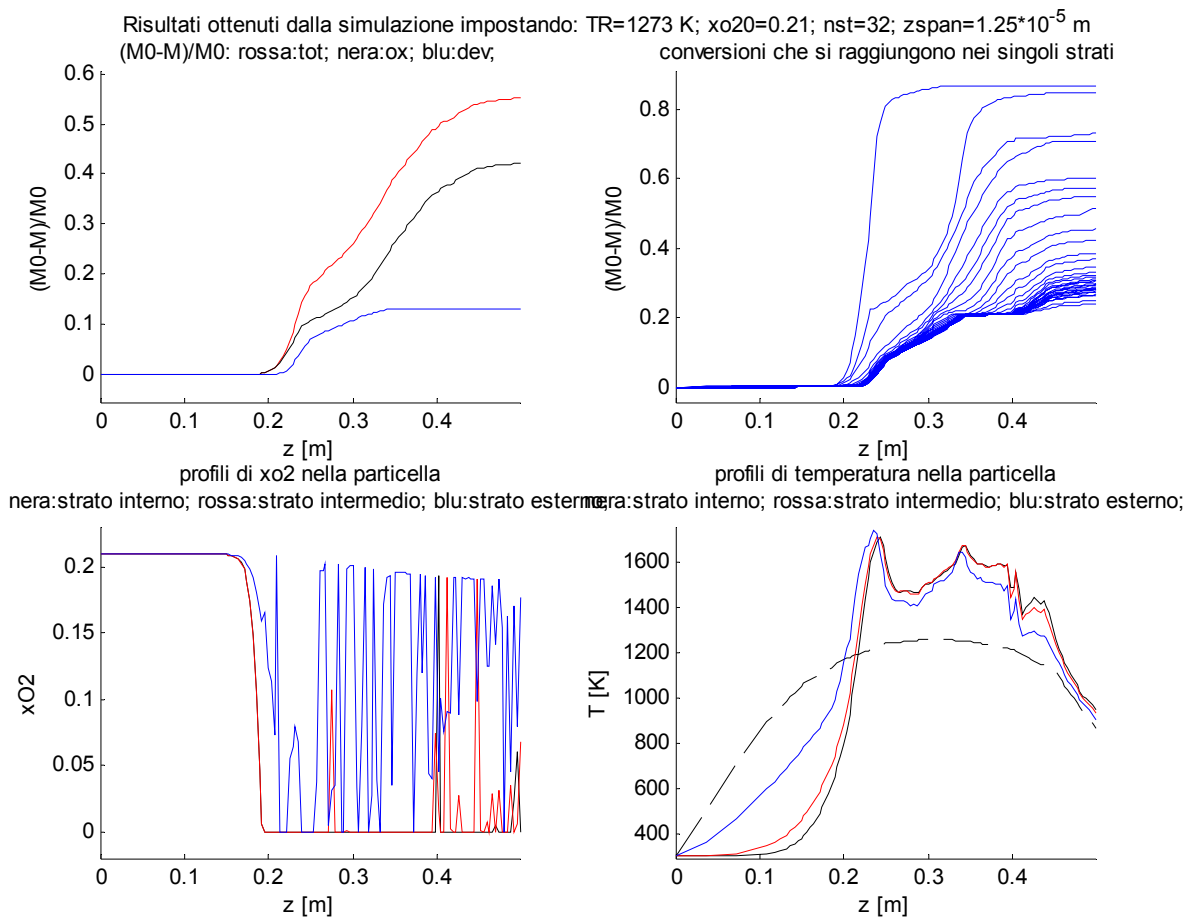 Risultati ottenuti dalla simulazione impostando: TR=1273 K; xo20=0.21; nst=32; zspan=1.25*10-5 m
(M0-M)/M0: rossa:tot; nera:ox; blu:dev;
(M0-M)/M0
0.6
0.5
0.4
0.3
0.2
0.1
0
0 0.1 0.2 0.3 0.4
z [m]
conversioni che si raggiungono nei singoli strati
(M0-M)/M0
0.8
0.6
0.4
0.2
0
0 0.1 0.2 0.3 0.4
z [m]
profili di xo2 nella particella
nera:strato interno; rossa:strato intermedio; blu:strato esterno;
xO2
0.2
0.15
0.1
0.05
0
0 0.1 0.2 0.3 0.4
z [m]
profili di temperatura nella particella
nera:strato interno; rossa:strato intermedio; blu:strato esterno;
T [K]
1600
1400
1200
1000
800
600
400
0 0.1 0.2 0.3 0.4
z [m]